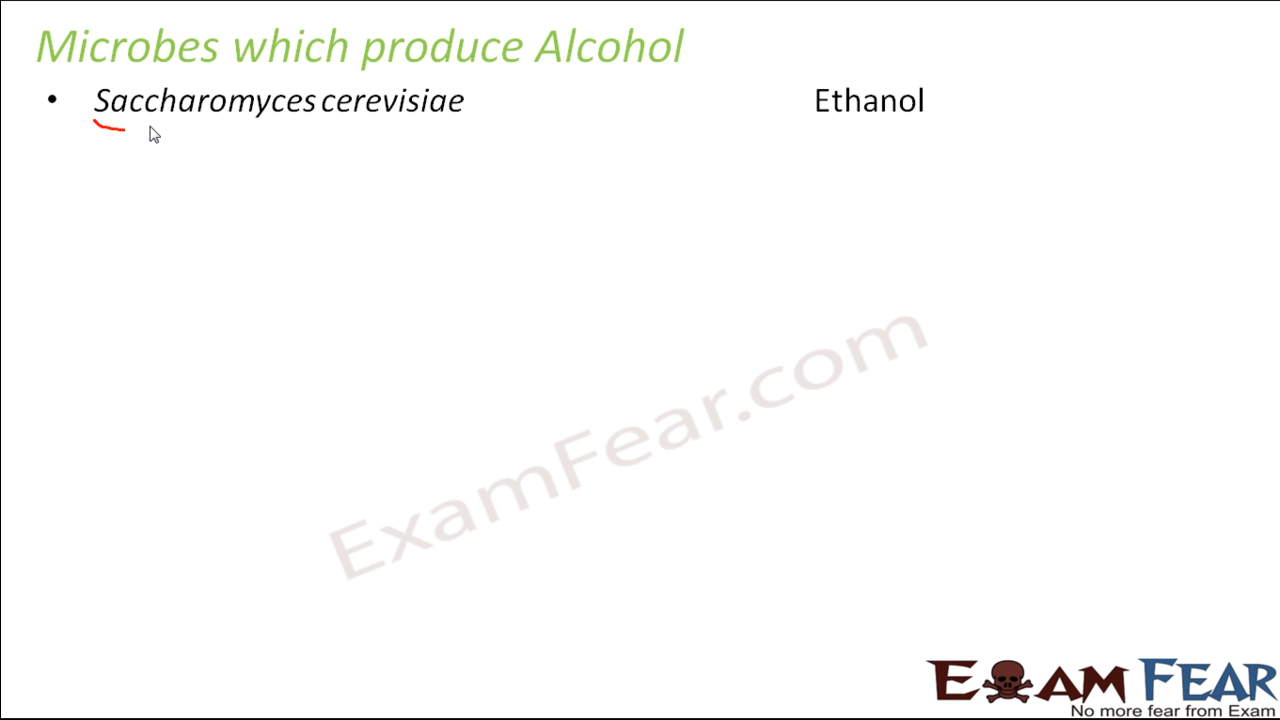 Microbes which produce Alcohol
• Saccharomyces cerevisiae Ethanol
ExamFear.com
EXAM FEAR
No more fear from Exam